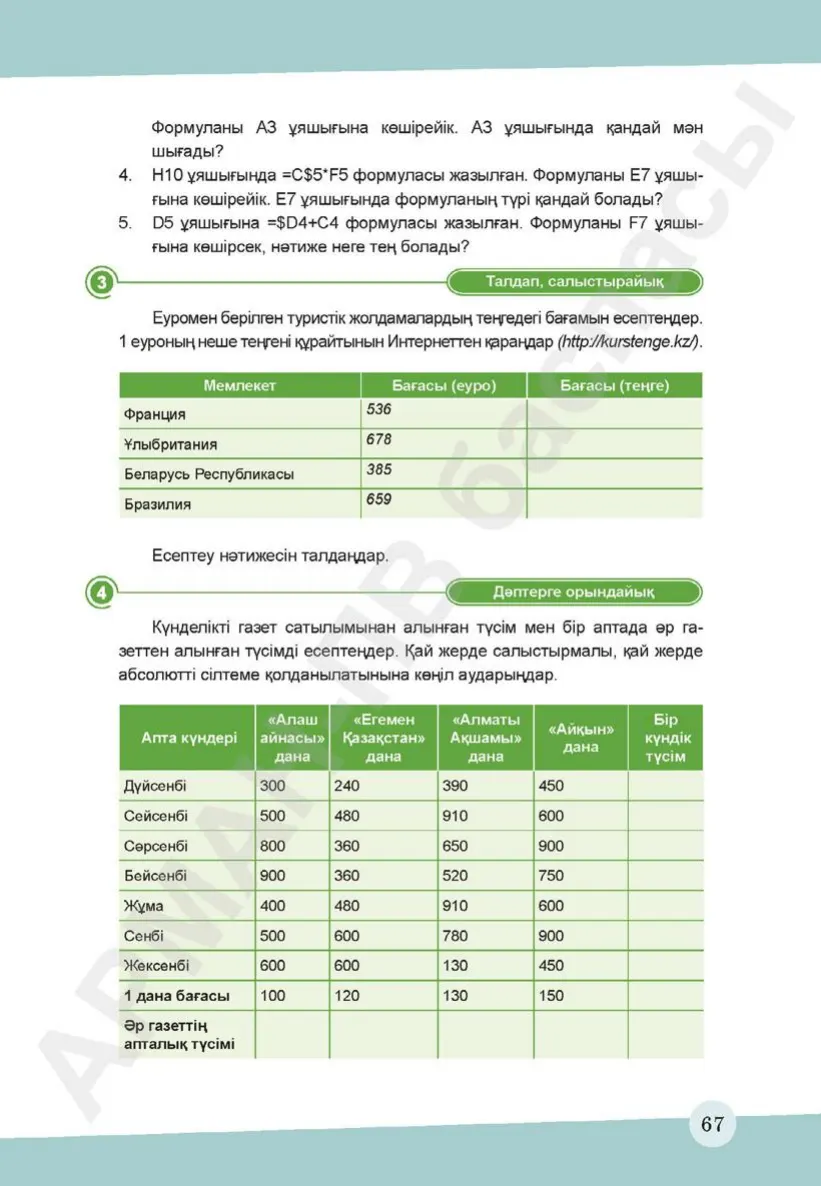 Формуланы А3 ұяшығына көшірейік. А3 ұяшығында қандай мән
шығады?
4. H10 ұяшығында =C$5*F5 формуласы жазылған. Формуланы E7 ұяшы-
ғына көшірейік. E7 ұяшығында формуланың түрі қандай болады?
5. D5 ұяшығына =$D4+C4 формуласы жазылған. Формуланы F7 ұяшы-
ғына көшірсек, нәтиже неге тең болады?
3 Талдап, салыстырайық
Еуромен берілген туристік жолдамалардың теңгедегі бағамын есептеңдер.
1 еуроның неше теңгені құрайтынын Интернеттен қараңдар (http://kurstenge.kz/).
Мемлекет Бағасы (еуро) Бағасы (теңге)
Франция 536
Ұлыбритания 678
Беларусь Республикасы 385
Бразилия 659
Есептеу нәтижесін талдаңдар.
4 Дәптерге орындайық
Күнделікті газет сатылымынан алынған түсім мен бір аптада әр га-
зеттен алынған түсімді есептеңдер. Қай жерде салыстырмалы, қай жерде
абсолютті сілтеме қолданылатынына көңіл аударыңдар.
Апта күндері «Алаш айнасы» дана «Егемен Қазақстан» дана «Алматы Ақшамы» дана «Айқын» дана Бір күндік түсім
Дүйсенбі 300 240 390 450
Сейсенбі 500 480 910 600
Сәрсенбі 800 360 650 900
Бейсенбі 900 360 520 750
Жұма 400 480 910 600
Сенбі 500 600 780 900
Жексенбі 600 600 130 450
1 дана бағасы 100 120 130 150
Әр газеттің
апталық түсімі
67
АРМАН-ПВ баспасы